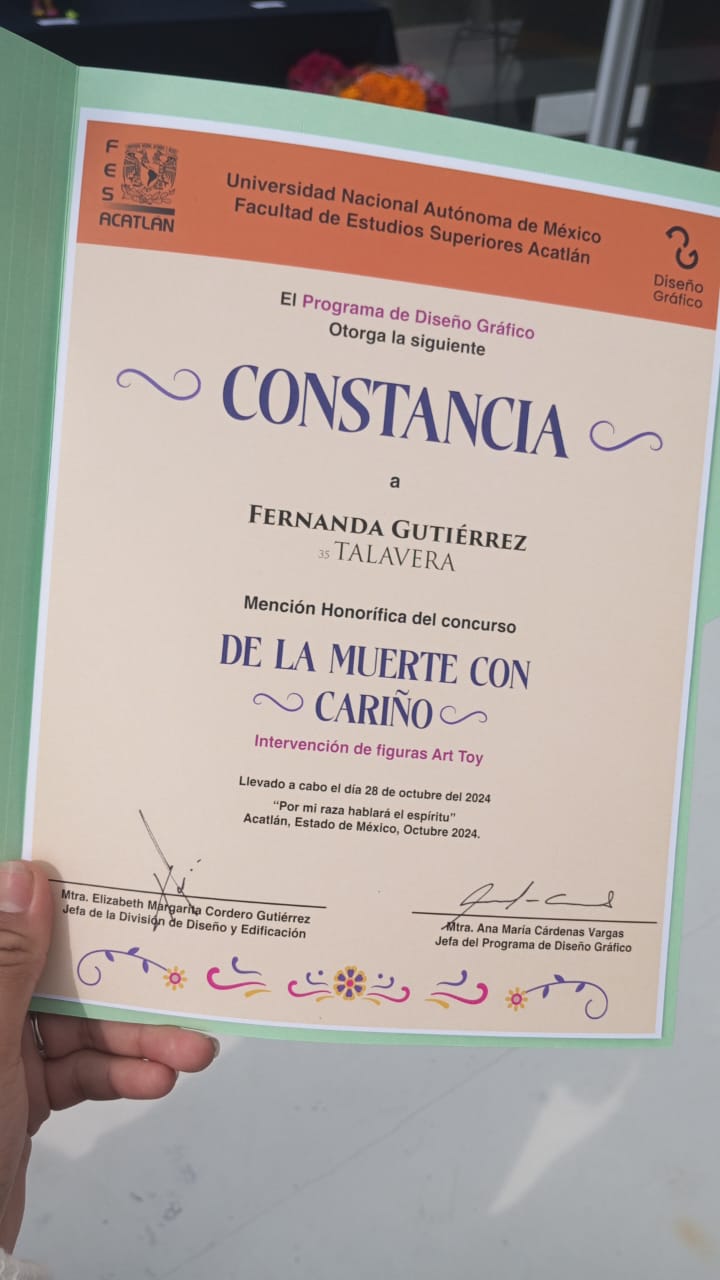 FES
ACATLAN
Universidad Nacional Autónoma de México
Facultad de Estudios Superiores Acatlán
Diseño
Gráfico
El Programa de Diseño Gráfico
Otorga la siguiente
CONSTANCIA
a
FERNANDA GUTIÉRREZ
35 TALAVERA
Mención Honorífica del concurso
DE LA MUERTE CON
CARIÑO
Intervención de figuras Art Toy
Llevado a cabo el día 28 de octubre del 2024
“Por mi raza hablará el espíritu”
Acatlán, Estado de México, Octubre 2024.
Mtra. Elizabeth Margarita Cordero Gutiérrez
Jefa de la División de Diseño y Edificación
Mtra. Ana María Cárdenas Vargas
Jefa del Programa de Diseño Gráfico